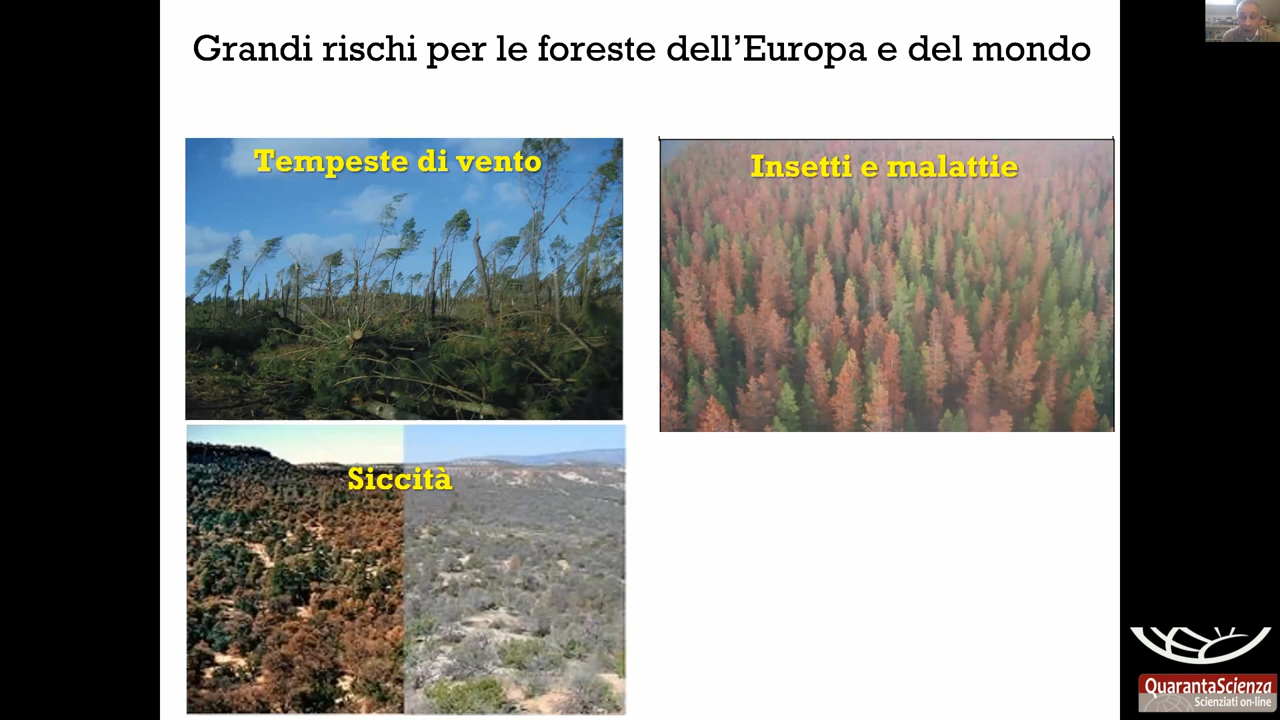 Grandi rischi per le foreste dell’Europa e del mondo
Tempeste di vento
Insetti e malattie
Siccità
QuarantaScienza
Scienziati on-line